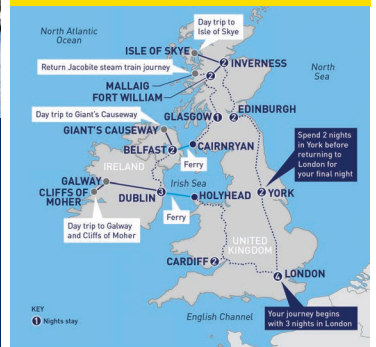 North Atlantic
Ocean
Day trip to
Isle of Skye
ISLE OF SKYE
2 INVERNESS
Return Jacobite steam train journey
2
MALLAIG
FORT WILLIAM
North
Sea
Day trip to Giant's Causeway
GLASGOW 1
2 EDINBURGH
GIANT'S CAUSEWAY
BELFAST 2
CAIRNRYAN
Ferry
Spend 2 nights
in York before
returning to
London for
your final night
IRELAND
GALWAY
CLIFFS OF
MOHER
Irish Sea
DUBLIN 3
HOLYHEAD
2 YORK
Ferry
Day trip to Galway
and Cliffs of Moher
UNITED
KINGDOM
CARDIFF 2
4 LONDON
KEY
1 Nights stay
English Channel
Your journey begins
with 3 nights in London